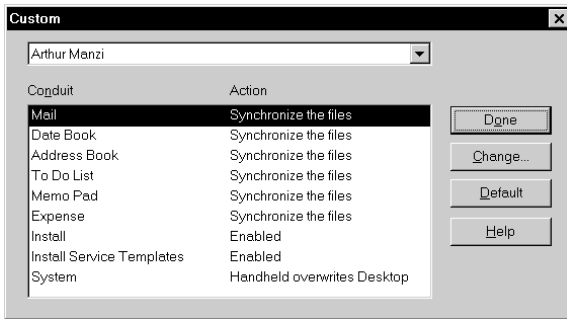 Custom
Arthur Manzi
Conduit Action
Mail Synchronize the files
Date Book Synchronize the files
Address Book Synchronize the files
To Do List Synchronize the files
Memo Pad Synchronize the files
Expense Synchronize the files
Install Enabled
Install Service Templates Enabled
System Handheld overwrites Desktop
Done
Change...
Default
Help